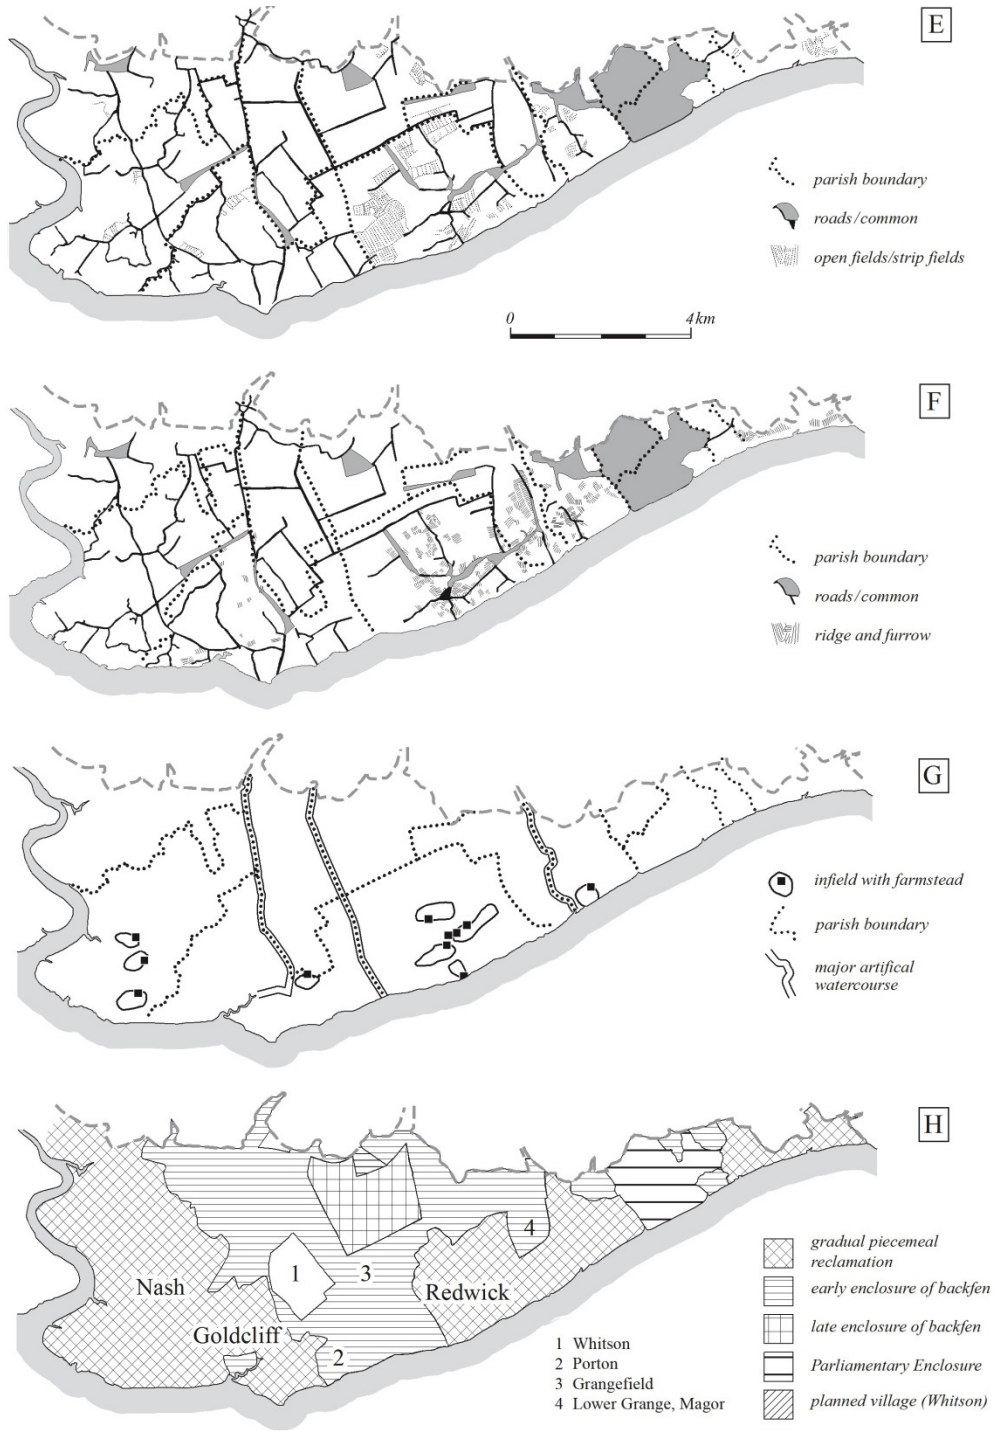 E
parish boundary
roads/common
open fields/strip fields
0 4km
F
parish boundary
roads/common
ridge and furrow
G
infield with farmstead
parish boundary
major artifical
watercourse
H
gradual piecemeal
reclamation
early enclosure of backfen
late enclosure of backfen
Parliamentary Enclosure
planned village (Whitson)
Nash
Goldcliff
Redwick
1
2
3
4
1 Whitson
2 Porton
3 Grangefield
4 Lower Grange, Magor